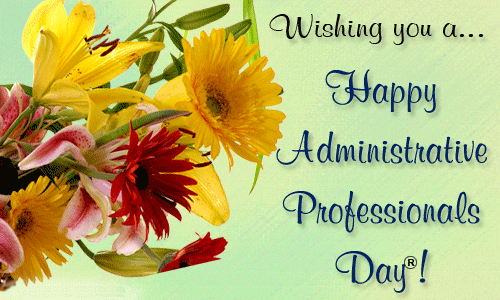 Wishing you a...
Happy
Administrative
Professionals
Day®!